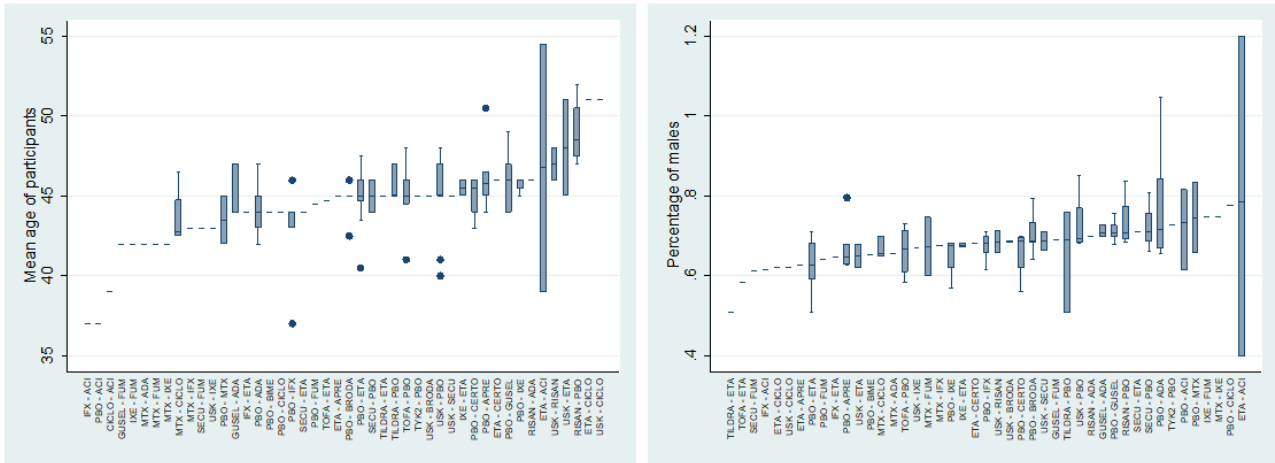 Mean age of participants
55
50
45
40
35
IFX - ACI
PBO - ACI
CICLO - ACI
GUSEL - FUM
IXE - FUM
MTX - ADA
MTX - FUM
MTX - IXE
MTX - CICLO
MTX - IFX
SECU - FUM
USK - IXE
PBO - MTX
GUSEL - ADA
IFX - ETA
PBO - ADA
PBO - BME
PBO - CICLO
PBO - IFX
SECU - ETA
PBO - FUM
TOFA - ETA
ETA - APRE
PBO - BRODA
PBO - ETA
SECU - PBO
TILDRA - ETA
TILDRA - PBO
TOFA - PBO
TYK2 - PBO
USK - BRODA
USK - PBO
USK - SECU
IXE - ETA
PBO - CERTO
PBO - APRE
ETA - CERTO
PBO - GUSEL
PBO - IXE
RISAN - ADA
ETA - ACI
USK - RISAN
USK - ETA
RISAN - PBO
ETA - CICLO
USK - CICLO
Percentage of males
1.2
1
.8
.6
.4
TILDRA - ETA
TOFA - ETA
SECU - FUM
IFX - ACI
ETA - CICLO
USK - CICLO
ETA - APRE
PBO - ETA
PBO - FUM
IFX - ETA
PBO - APRE
USK - ETA
PBO - BME
MTX - CICLO
MTX - ADA
TOFA - PBO
USK - IXE
MTX - FUM
MTX - IFX
PBO - IXE
IXE - ETA
ETA - CERTO
PBO - IFX
USK - RISAN
USK - BRODA
PBO - CERTO
PBO - BRODA
USK - SECU
GUSEL - FUM
TILDRA - PBO
USK - PBO
RISAN - ADA
GUSEL - ADA
PBO - GUSEL
RISAN - PBO
SECU - ETA
SECU - PBO
PBO - ADA
TYK2 - PBO
PBO - ACI
PBO - MTX
IXE - FUM
MTX - IXE
PBO - CICLO
ETA - ACI